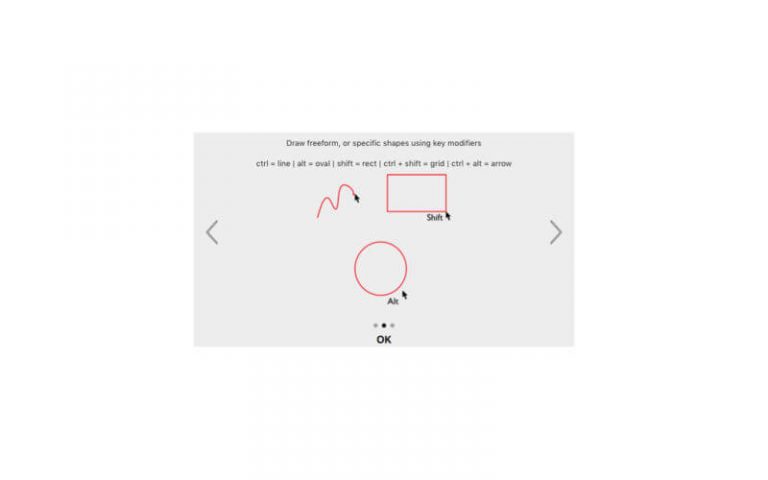 Draw freeform, or specific shapes using key modifiers
ctrl = line | alt = oval | shift = rect | ctrl + shift = grid | ctrl + alt = arrow
Shift
Alt
OK